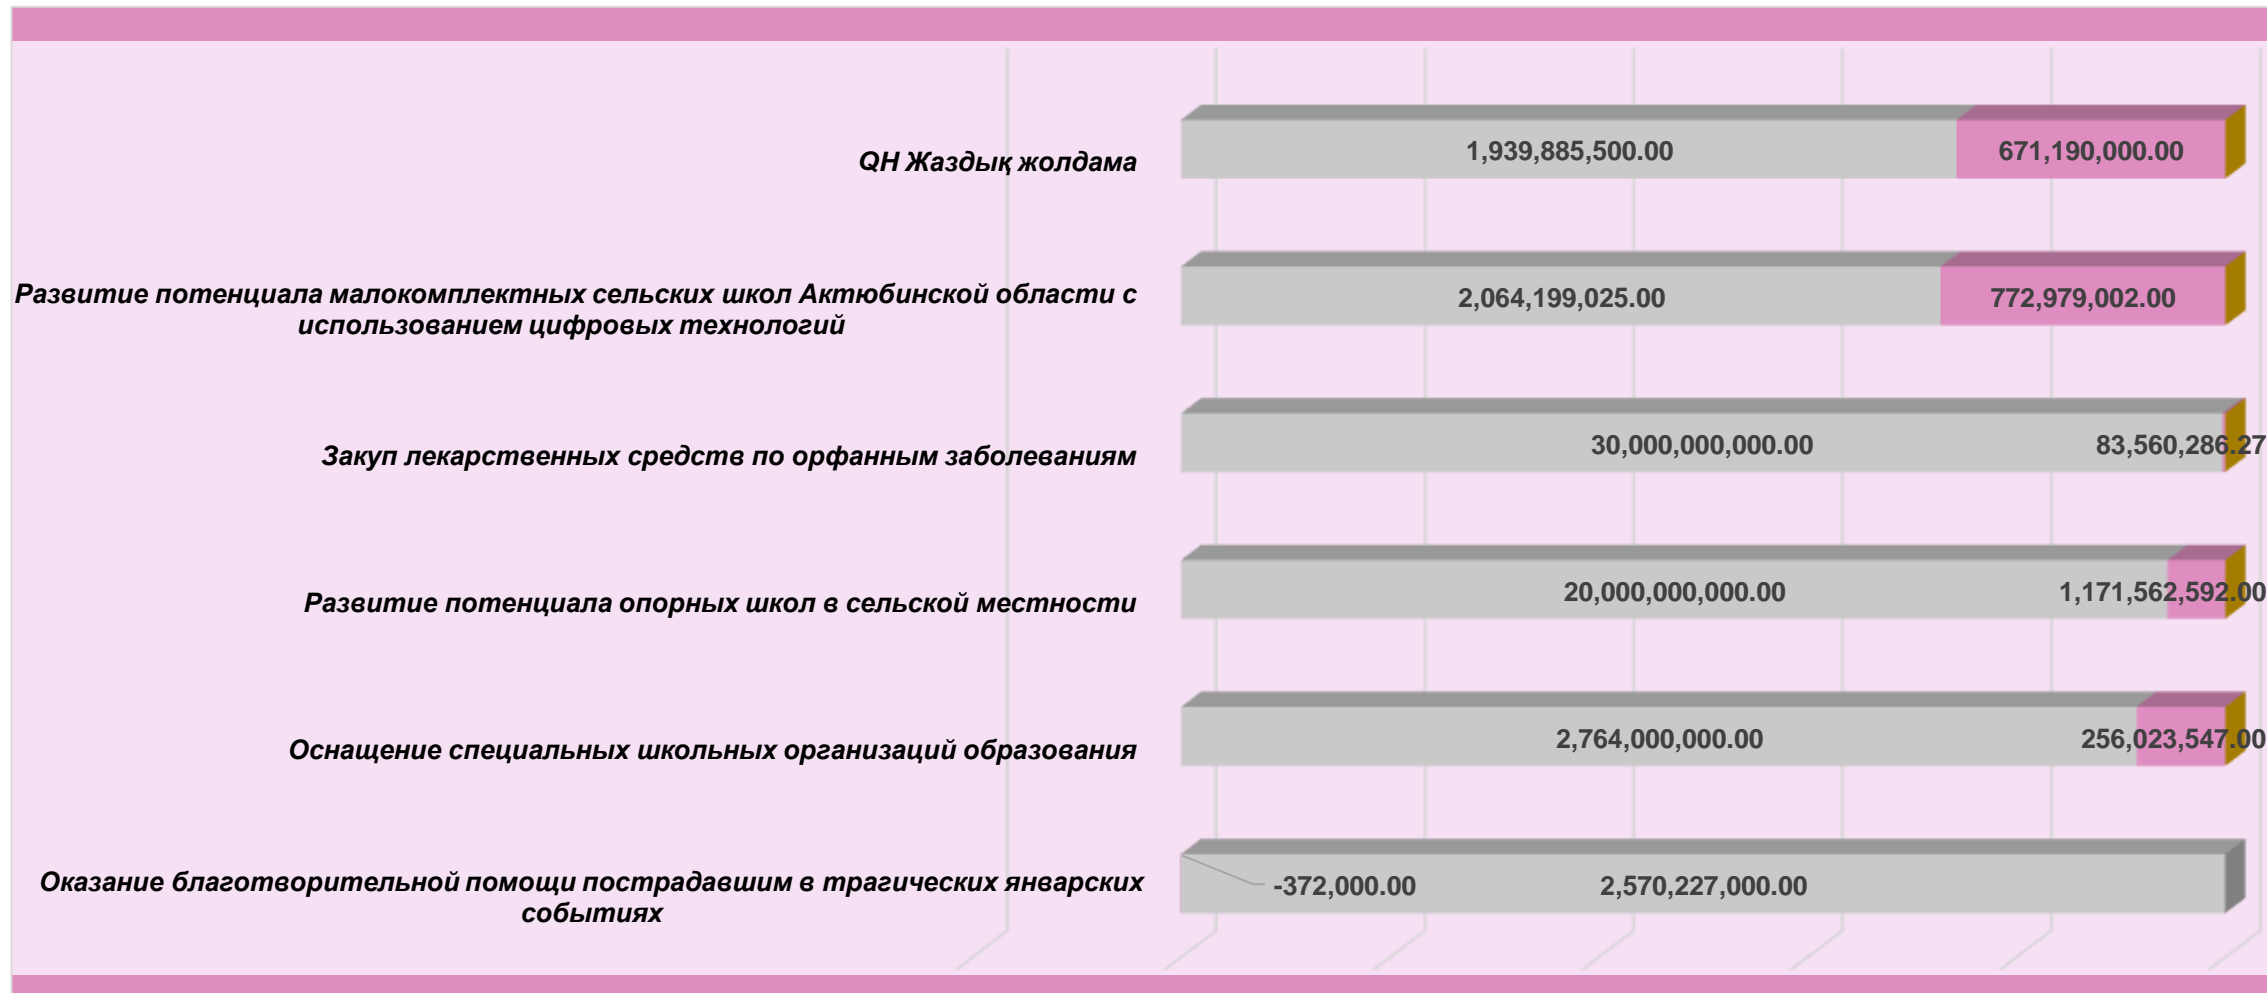 QH Жаздық жолдама
1,939,885,500.00 671,190,000.00
Развитие потенциала малокомплектных сельских школ Актюбинской области с
использованием цифровых технологий
2,064,199,025.00 772,979,002.00
Закуп лекарственных средств по орфанным заболеваниям
30,000,000,000.00 83,560,286.27
Развитие потенциала опорных школ в сельской местности
20,000,000,000.00 1,171,562,592.00
Оснащение специальных школьных организаций образования
2,764,000,000.00 256,023,547.00
Оказание благотворительной помощи пострадавшим в трагических январских
событиях
-372,000.00 2,570,227,000.00